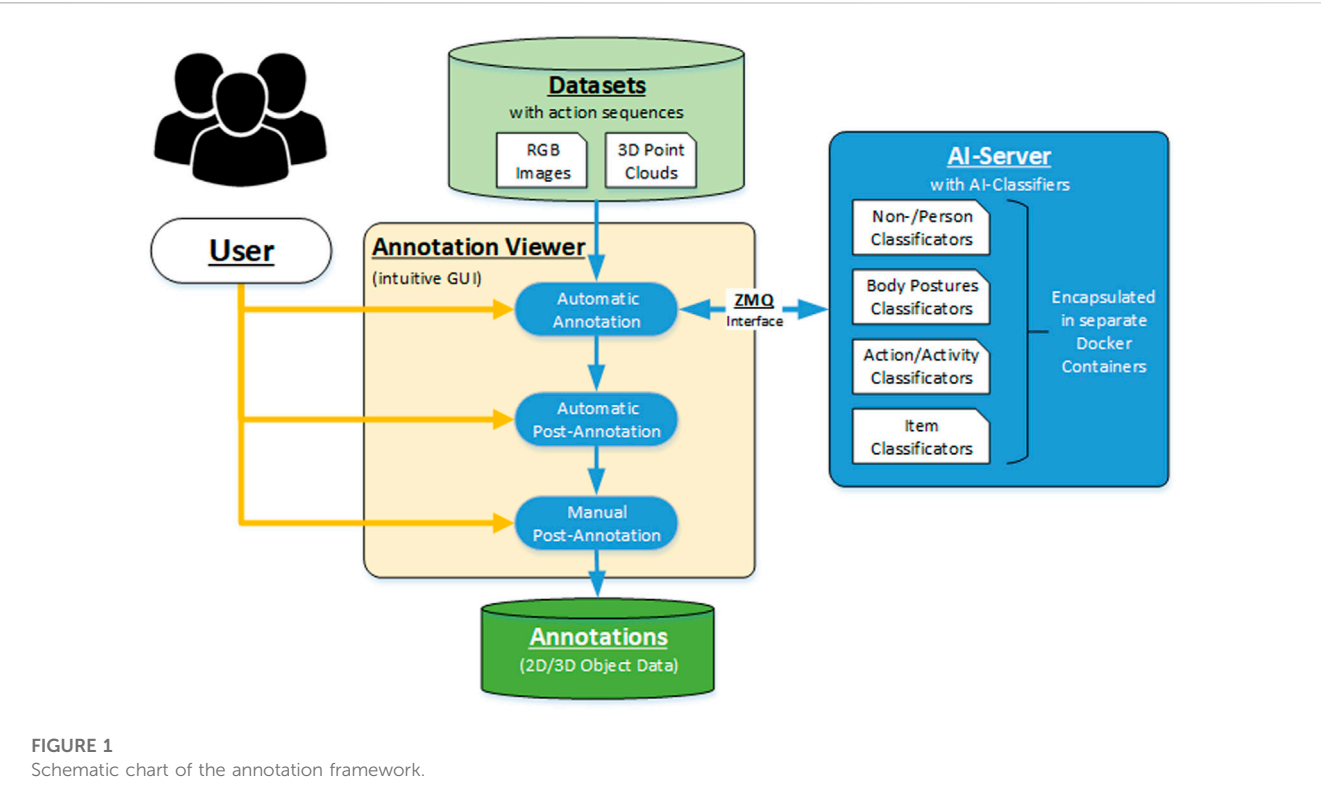 Datasets
with action sequences
RGB
Images
3D Point
Clouds
User
Annotation Viewer
(intuitive GUI)
Automatic
Annotation
ZMQ
Interface
Automatic
Post-Annotation
Manual
Post-Annotation
AI-Server
with AI-Classifiers
Non-/Person
Classificators
Body Postures
Classificators
Action/Activity
Classificators
Item
Classificators
Encapsulated
in separate
Docker
Containers
Annotations
(2D/3D Object Data)
FIGURE 1
Schematic chart of the annotation framework.